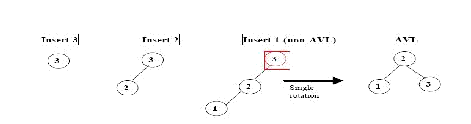 Insert 3 Insert 2 Insert 1 (non AVL) AVL
3 3 3 2
2 2 1 3
Single
rotation
1